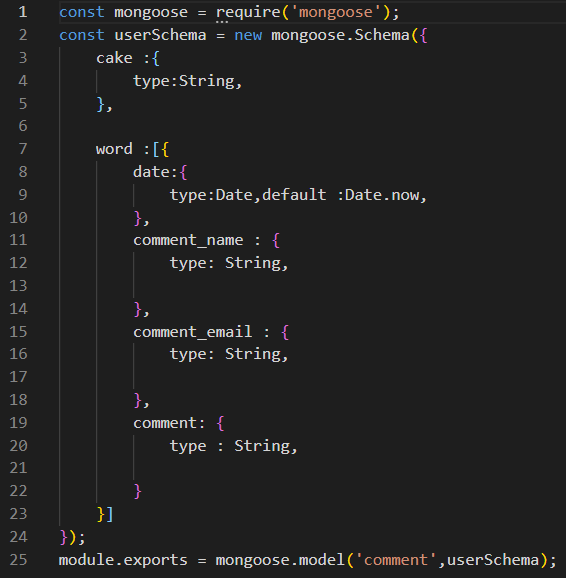 1 const mongoose = require('mongoose');
2 const userSchema = new mongoose.Schema({
3     cake :{
4         type:String,
5     },
6
7     word :[{
8         date:{
9             type:Date,default :Date.now,
10         },
11         comment_name : {
12             type: String,
13
14         },
15         comment_email : {
16             type: String,
17
18         },
19         comment: {
20             type : String,
21
22         }
23     }]
24 });
25 module.exports = mongoose.model('comment',userSchema);